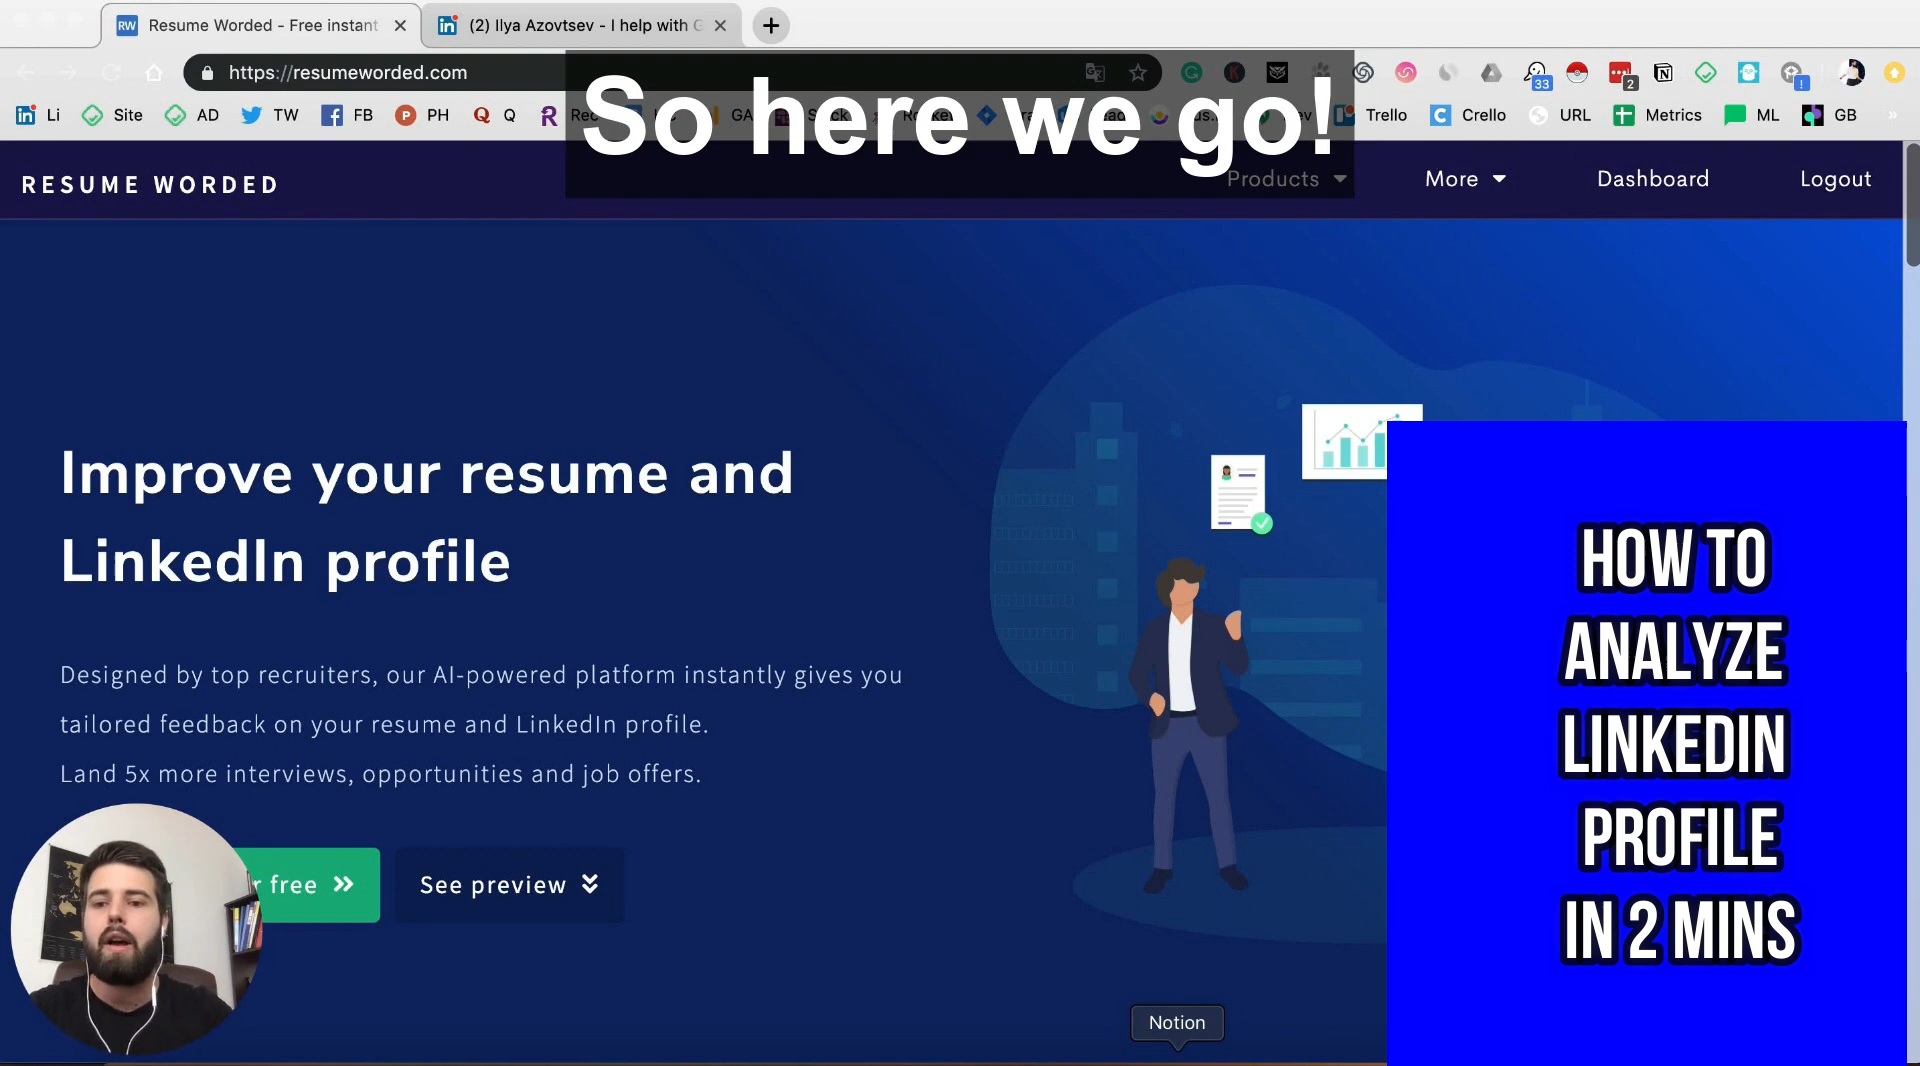 Resume Worded - Free instant
(2) Ilya Azovtsev - I help with G
https://resumeworded.com
33
2
Li Site AD TW FB PH Q Trello Crello URL Metrics ML GB
So here we go!
RESUME WORDED
Products More Dashboard Logout
Improve your resume and
LinkedIn profile
Designed by top recruiters, our AI-powered platform instantly gives you
tailored feedback on your resume and LinkedIn profile.
Land 5x more interviews, opportunities and job offers.
free
See preview
HOW TO
ANALYZE
LINKEDIN
PROFILE
IN 2 MINS
Notion